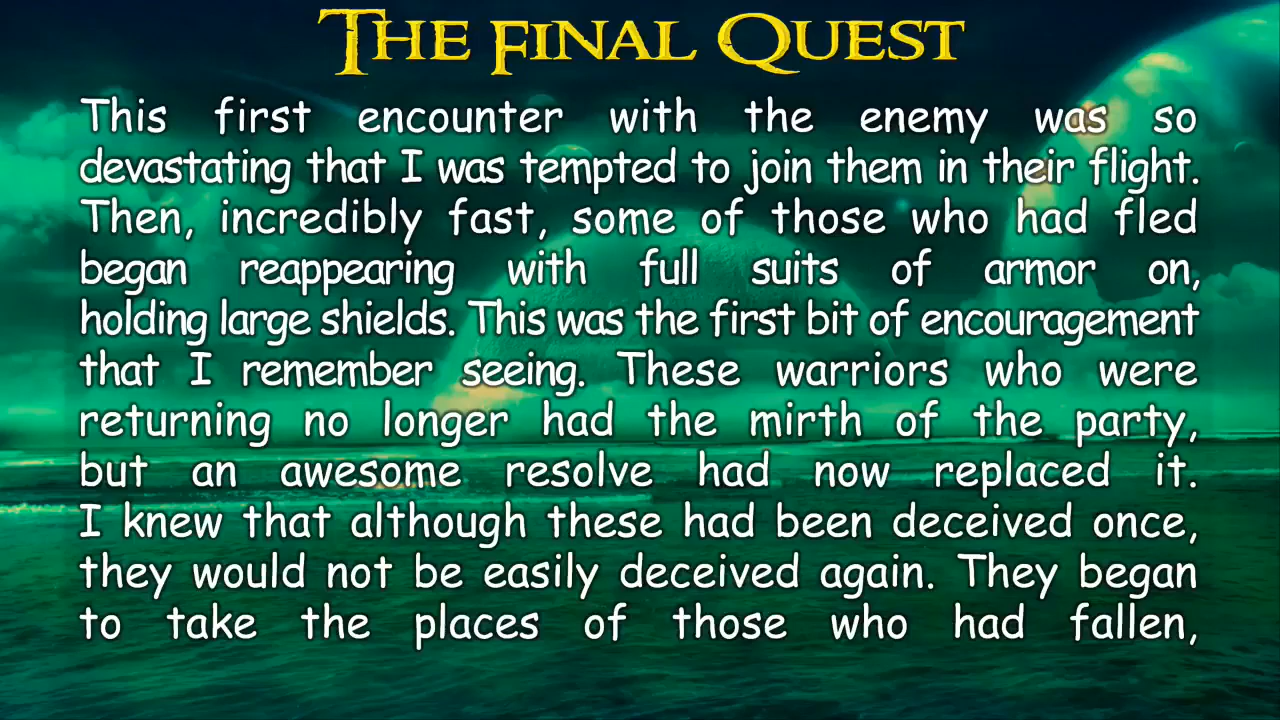 THE FINAL QUEST
This first encounter with the enemy was so
devastating that I was tempted to join them in their flight.
Then, incredibly fast, some of those who had fled
began reappearing with full suits of armor on,
holding large shields. This was the first bit of encouragement
that I remember seeing. These warriors who were
returning no longer had the mirth of the party,
but an awesome resolve had now replaced it.
I knew that although these had been deceived once,
they would not be easily deceived again. They began
to take the places of those who had fallen,